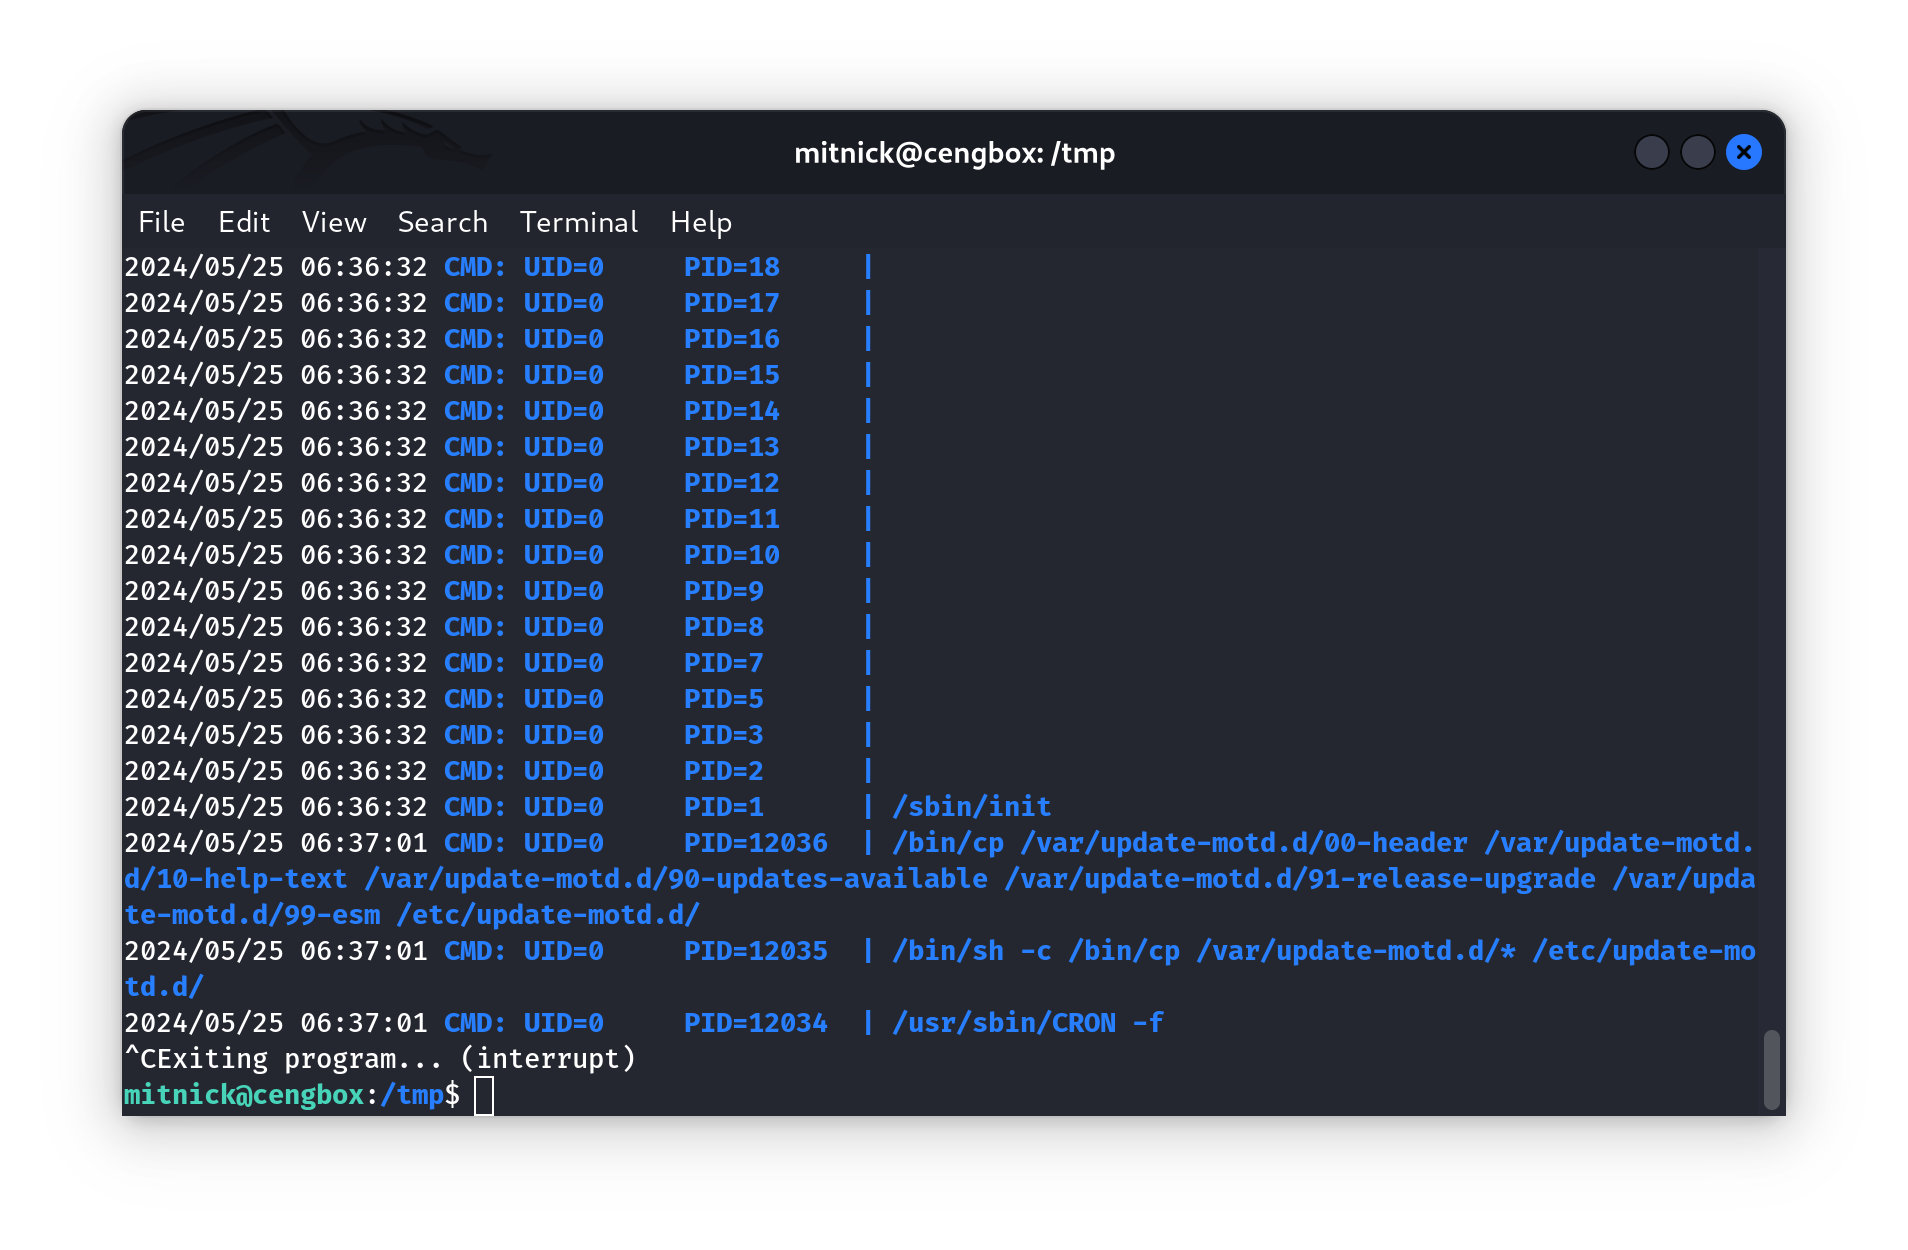 mitnick@cengbox: /tmp
File Edit View Search Terminal Help
2024/05/25 06:36:32 CMD: UID=0     PID=18     |
2024/05/25 06:36:32 CMD: UID=0     PID=17     |
2024/05/25 06:36:32 CMD: UID=0     PID=16     |
2024/05/25 06:36:32 CMD: UID=0     PID=15     |
2024/05/25 06:36:32 CMD: UID=0     PID=14     |
2024/05/25 06:36:32 CMD: UID=0     PID=13     |
2024/05/25 06:36:32 CMD: UID=0     PID=12     |
2024/05/25 06:36:32 CMD: UID=0     PID=11     |
2024/05/25 06:36:32 CMD: UID=0     PID=10     |
2024/05/25 06:36:32 CMD: UID=0     PID=9      |
2024/05/25 06:36:32 CMD: UID=0     PID=8      |
2024/05/25 06:36:32 CMD: UID=0     PID=7      |
2024/05/25 06:36:32 CMD: UID=0     PID=5      |
2024/05/25 06:36:32 CMD: UID=0     PID=3      |
2024/05/25 06:36:32 CMD: UID=0     PID=2      |
2024/05/25 06:36:32 CMD: UID=0     PID=1      | /sbin/init
2024/05/25 06:37:01 CMD: UID=0     PID=12036  | /bin/cp /var/update-motd.d/00-header /var/update-motd.
d/10-help-text /var/update-motd.d/90-updates-available /var/update-motd.d/91-release-upgrade /var/upda
te-motd.d/99-esm /etc/update-motd.d/
2024/05/25 06:37:01 CMD: UID=0     PID=12035  | /bin/sh -c /bin/cp /var/update-motd.d/* /etc/update-mo
td.d/
2024/05/25 06:37:01 CMD: UID=0     PID=12034  | /usr/sbin/CRON -f
^CExiting program... (interrupt)
mitnick@cengbox:/tmp$